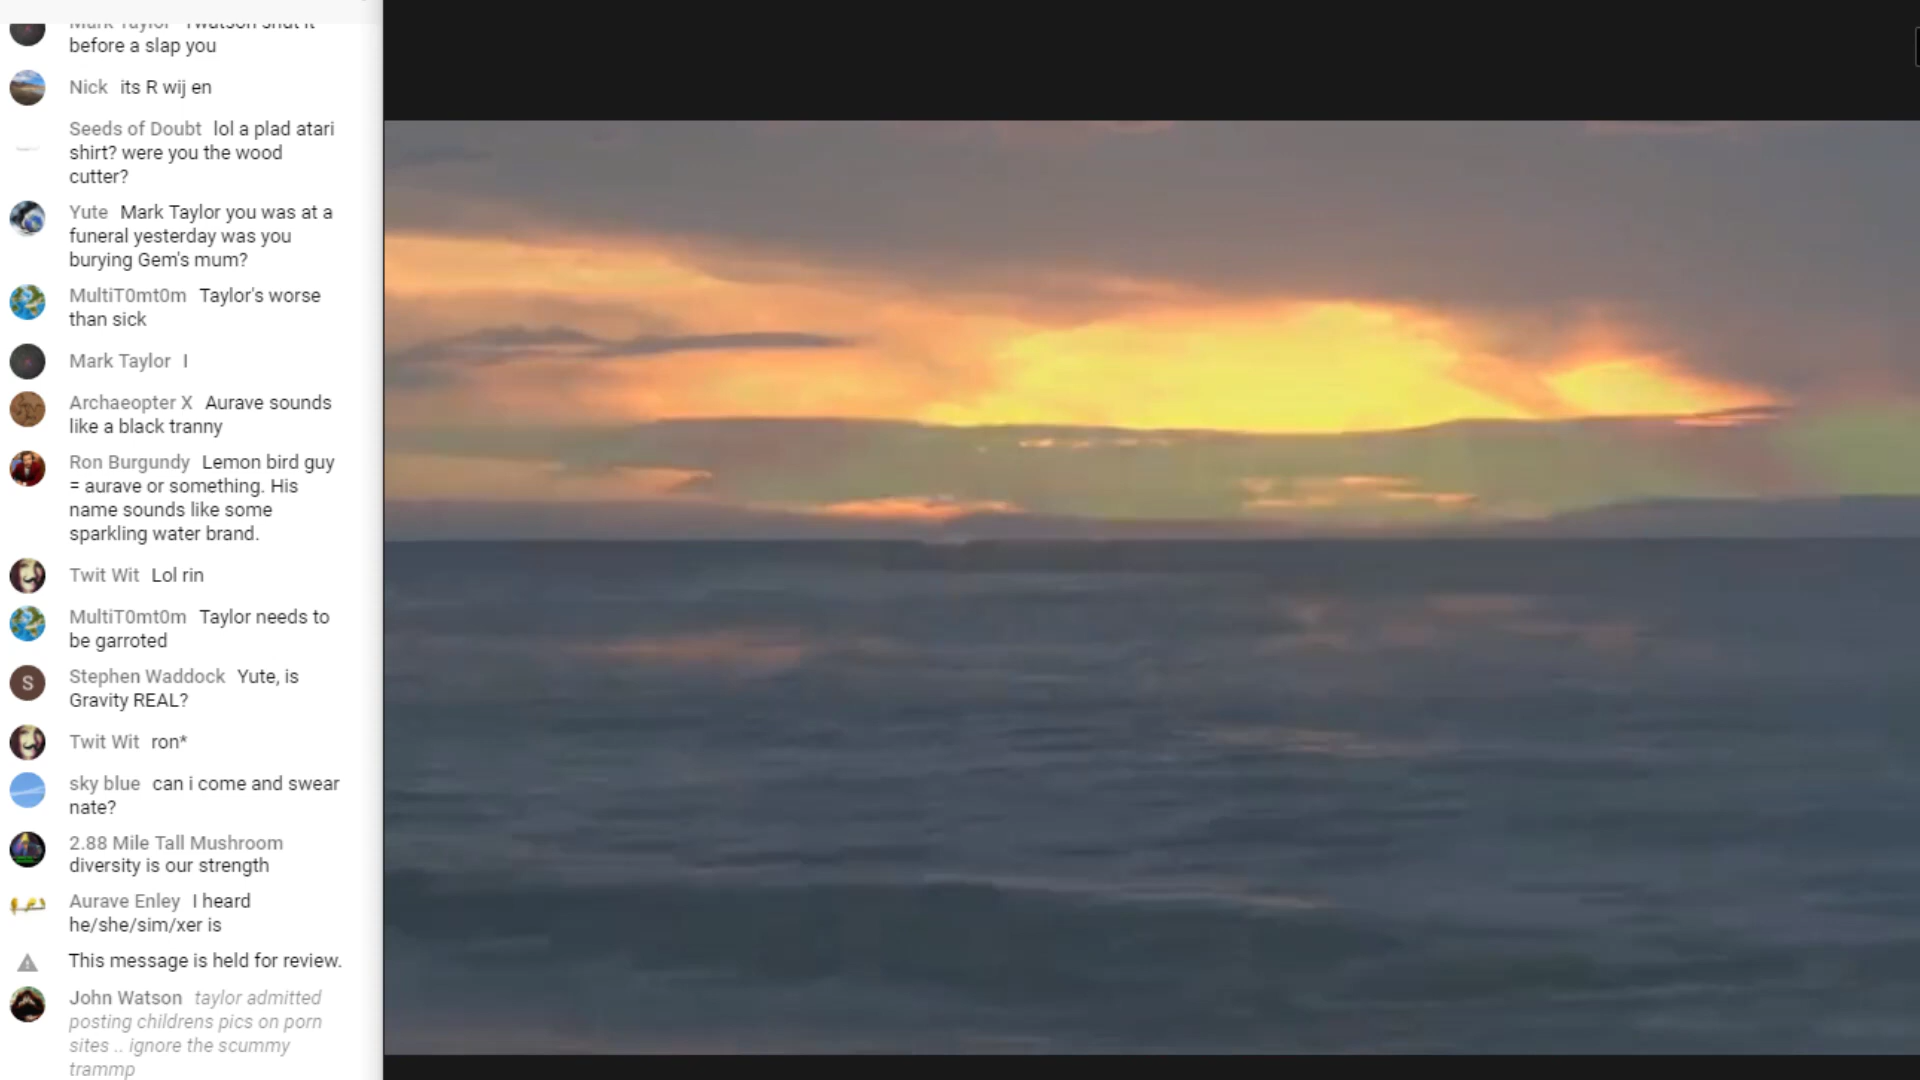 Mark Taylor Twatson shut it
before a slap you
Nick its R wij en
Seeds of Doubt lol a plad atari
shirt? were you the wood
cutter?
Yute Mark Taylor you was at a
funeral yesterday was you
burying Gem's mum?
MultiT0mt0m Taylor's worse
than sick
Mark Taylor I
Archaeopter X Aurave sounds
like a black tranny
Ron Burgundy Lemon bird guy
= aurave or something. His
name sounds like some
sparkling water brand.
Twit Wit Lol rin
MultiT0mt0m Taylor needs to
be garroted
S
Stephen Waddock Yute, is
Gravity REAL?
Twit Wit ron*
sky blue can i come and swear
nate?
2.88 Mile Tall Mushroom
diversity is our strength
Aurave Enley I heard
he/she/sim/xer is
This message is held for review.
John Watson taylor admitted
posting childrens pics on porn
sites .. ignore the scummy
trammp